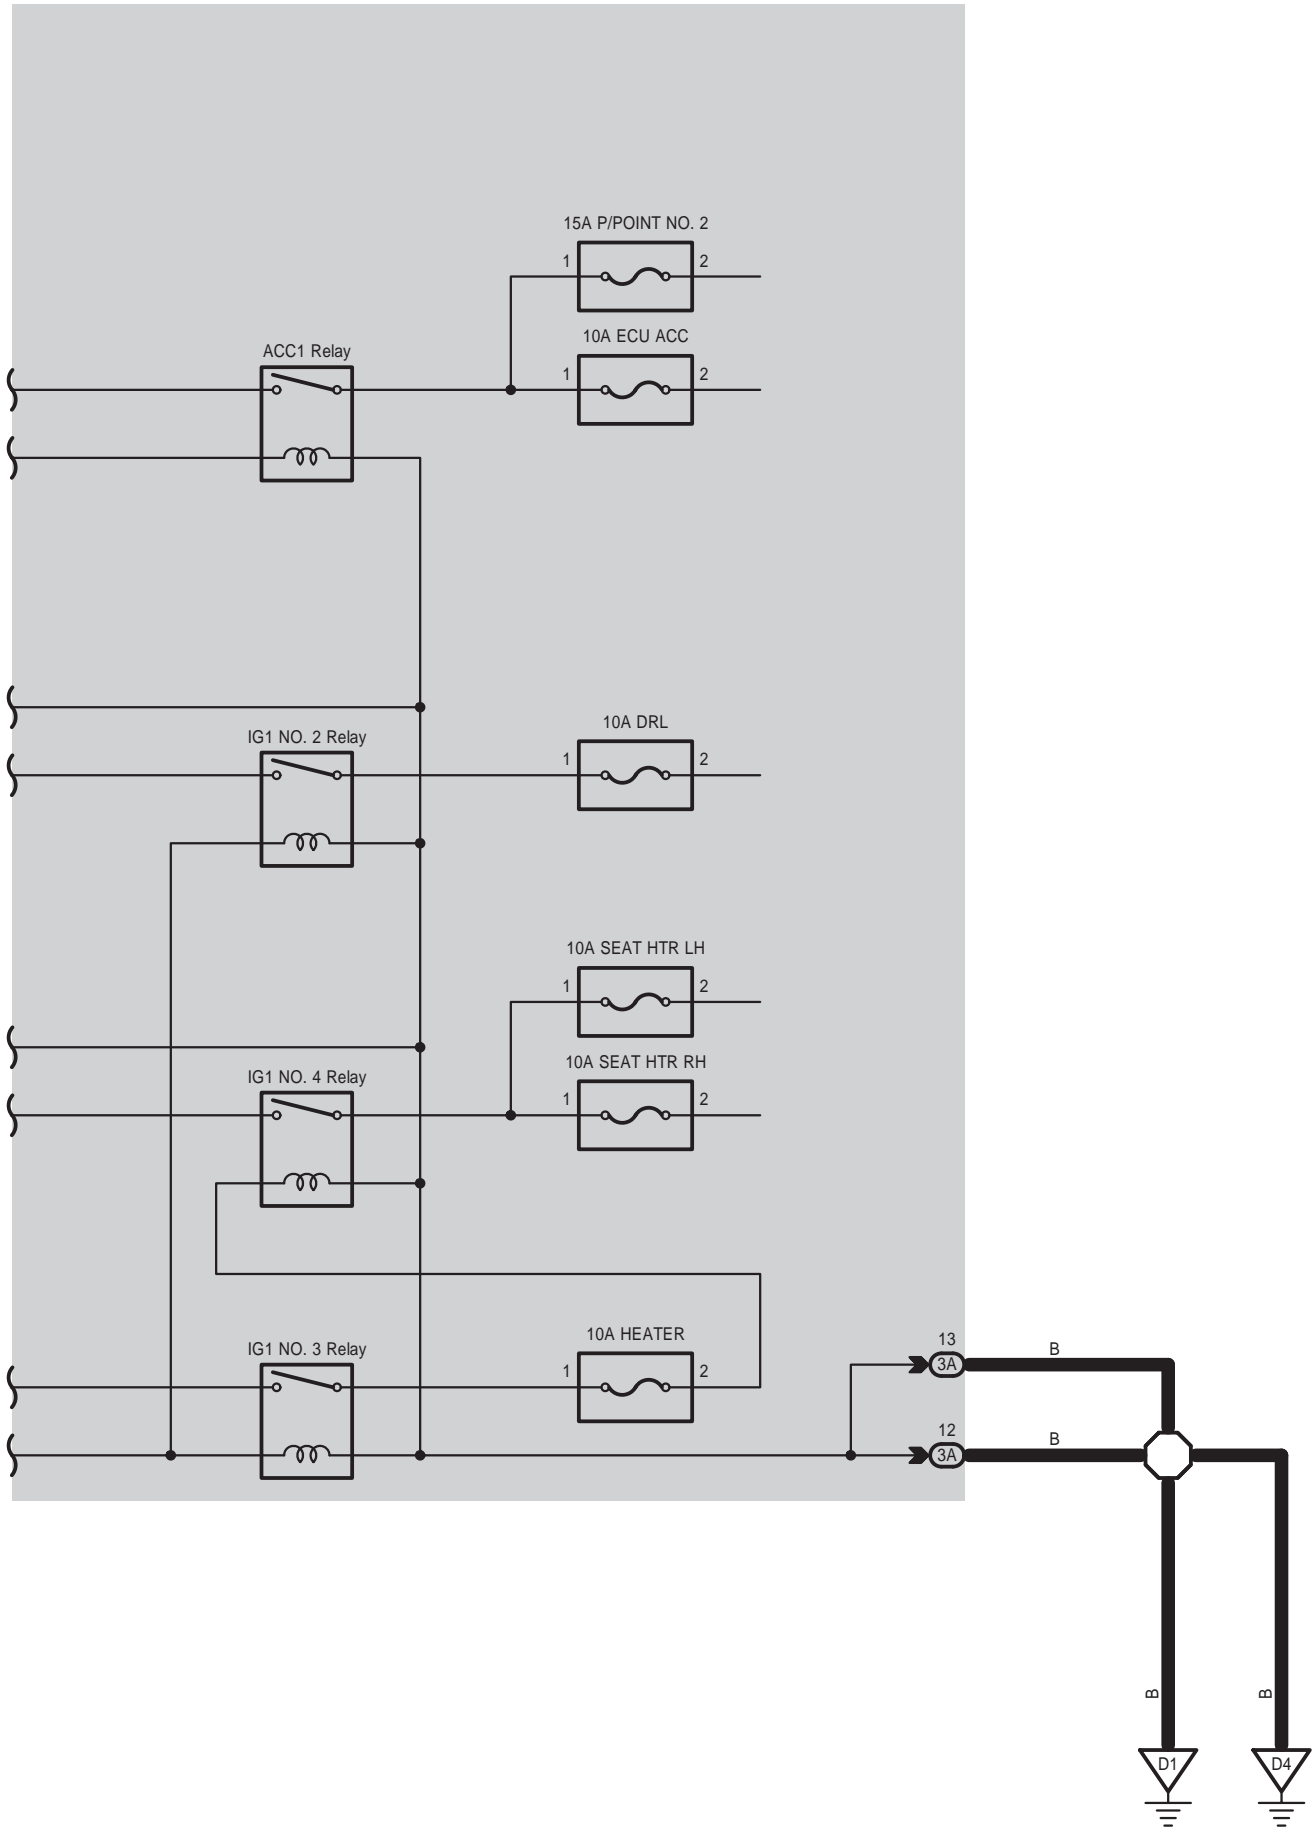 15A P/POINT NO. 2
1 2
10A ECU ACC
ACC1 Relay
1 2
10A DRL
IG1 NO. 2 Relay
1 2
10A SEAT HTR LH
1 2
10A SEAT HTR RH
IG1 NO. 4 Relay
1 2
10A HEATER
13
IG1 NO. 3 Relay
B
3A
1 2
12
B
3A
B
B
D1
D4